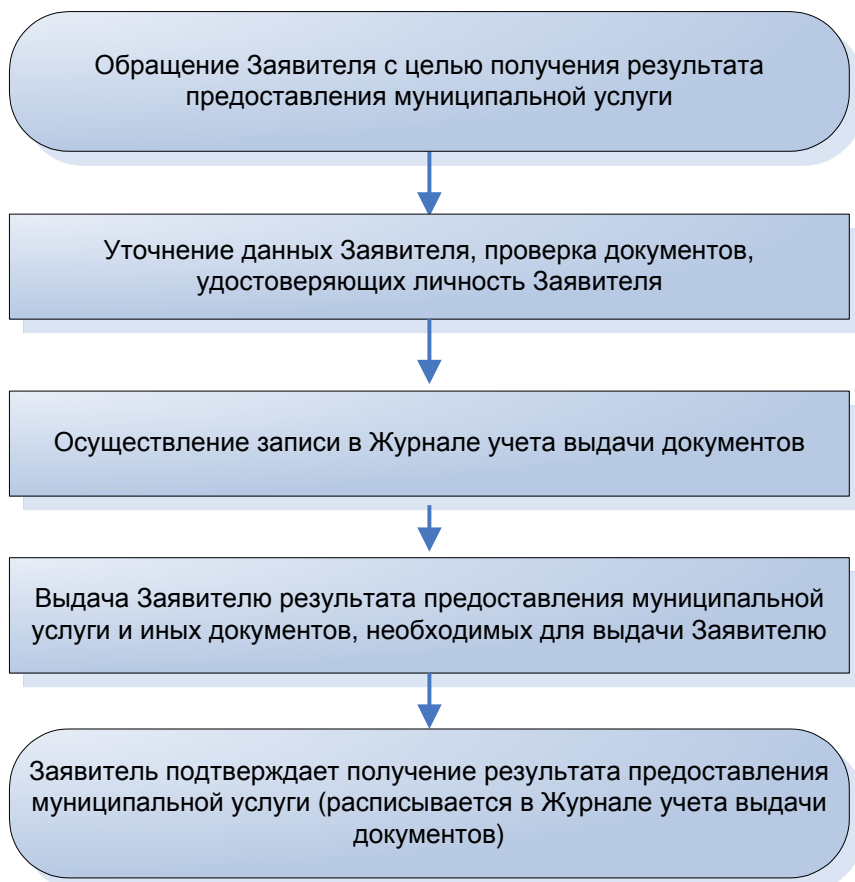 Обращение Заявителя с целью получения результата
предоставления муниципальной услуги
Уточнение данных Заявителя, проверка документов,
удостоверяющих личность Заявителя
Осуществление записи в Журнале учета выдачи документов
Выдача Заявителю результата предоставления муниципальной
услуги и иных документов, необходимых для выдачи Заявителю
Заявитель подтверждает получение результата предоставления
муниципальной услуги (расписывается в Журнале учета выдачи
документов)